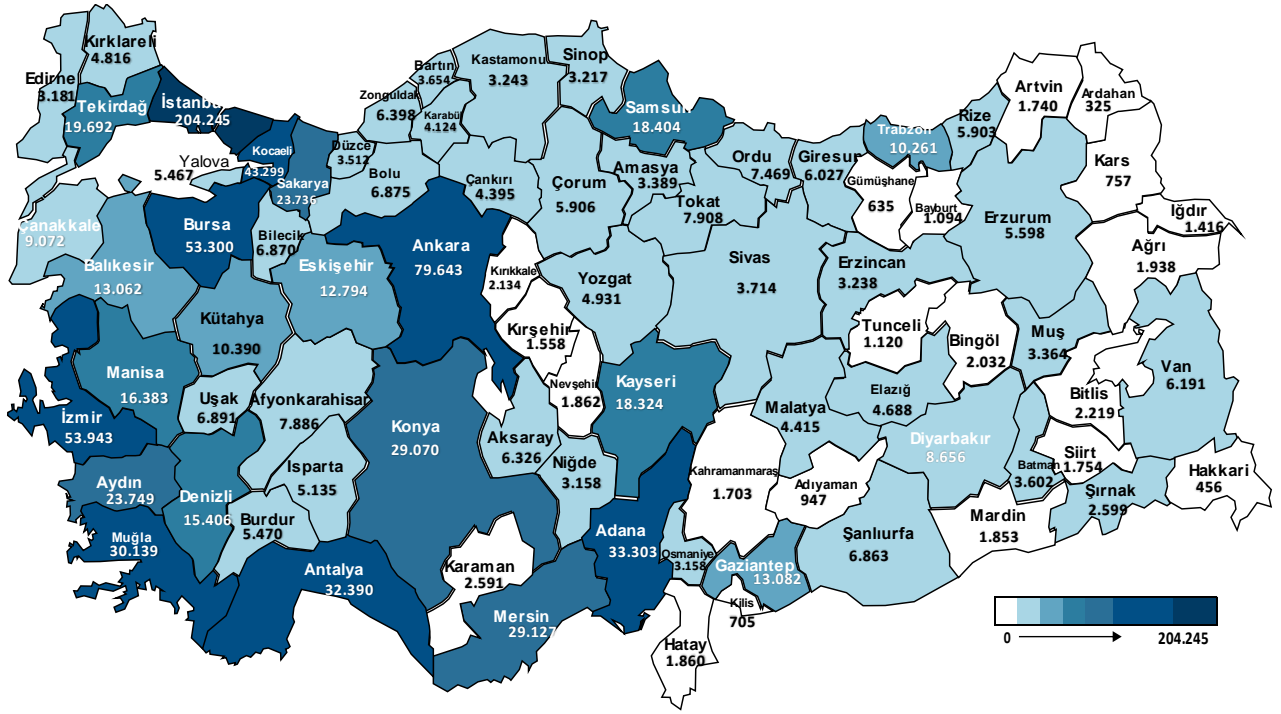 Kırklareli
4.816
Edirne
3.181
Tekirdağ
19.692
İstanbu
204.245
Yalova
5.467
Kocaeli
43.299
Sakarya
23.736
Düzce
3.512
Zonguldak
6.398
Bartın
3.654
Karabük
4.124
Kastamonu
3.243
Sinop
3.217
Samsun
18.404
Bolu
6.875
Çankırı
4.395
Çorum
5.906
Amasya
3.389
Tokat
7.908
Ordu
7.469
Giresun
6.027
Trabzon
10.261
Gümüşhane
635
Bayburt
1.094
Rize
5.903
Artvin
1.740
Ardahan
325
Kars
757
Iğdır
1.416
Ağrı
1.938
Erzurum
5.598
Erzincan
3.238
Çanakkale
9.072
Balıkesir
13.062
Bursa
53.300
Bilecik
6.870
Eskişehir
12.794
Ankara
79.643
Kırıkkale
2.134
Kırşehir
1.558
Yozgat
4.931
Sivas
3.714
Tunceli
1.120
Bingöl
2.032
Muş
3.364
Bitlis
2.219
Van
6.191
Kütahya
10.390
Manisa
16.383
Uşak
6.891
Afyonkarahisar
7.886
İzmir
53.943
Konya
29.070
Aksaray
6.326
Nevşehir
1.862
Niğde
3.158
Kayseri
18.324
Malatya
4.415
Elazığ
4.688
Diyarbakır
8.656
Batman
3.602
Siirt
1.754
Şırnak
2.599
Hakkari
456
Mardin
1.853
Şanlıurfa
6.863
Adıyaman
947
Kahramanmaraş
1.703
Aydın
23.749
Denizli
15.406
Isparta
5.135
Burdur
5.470
Muğla
30.139
Antalya
32.390
Karaman
2.591
Mersin
29.127
Adana
33.303
Osmaniye
3.158
Gaziantep
13.082
Kilis
705
Hatay
1.860
0 204.245